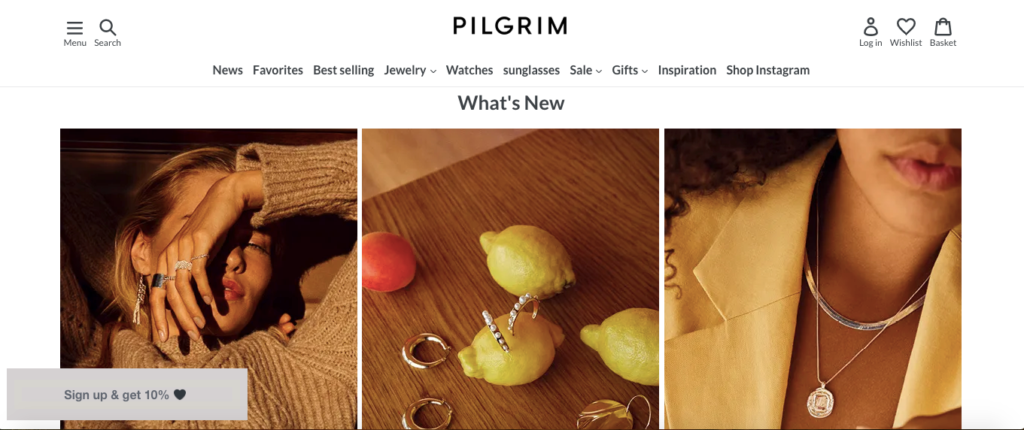 PILGRIM
Menu Search
Log in Wishlist Basket
News Favorites Best selling Jewelry Watches sunglasses Sale Gifts Inspiration Shop Instagram
What's New
Sign up & get 10% 🖤